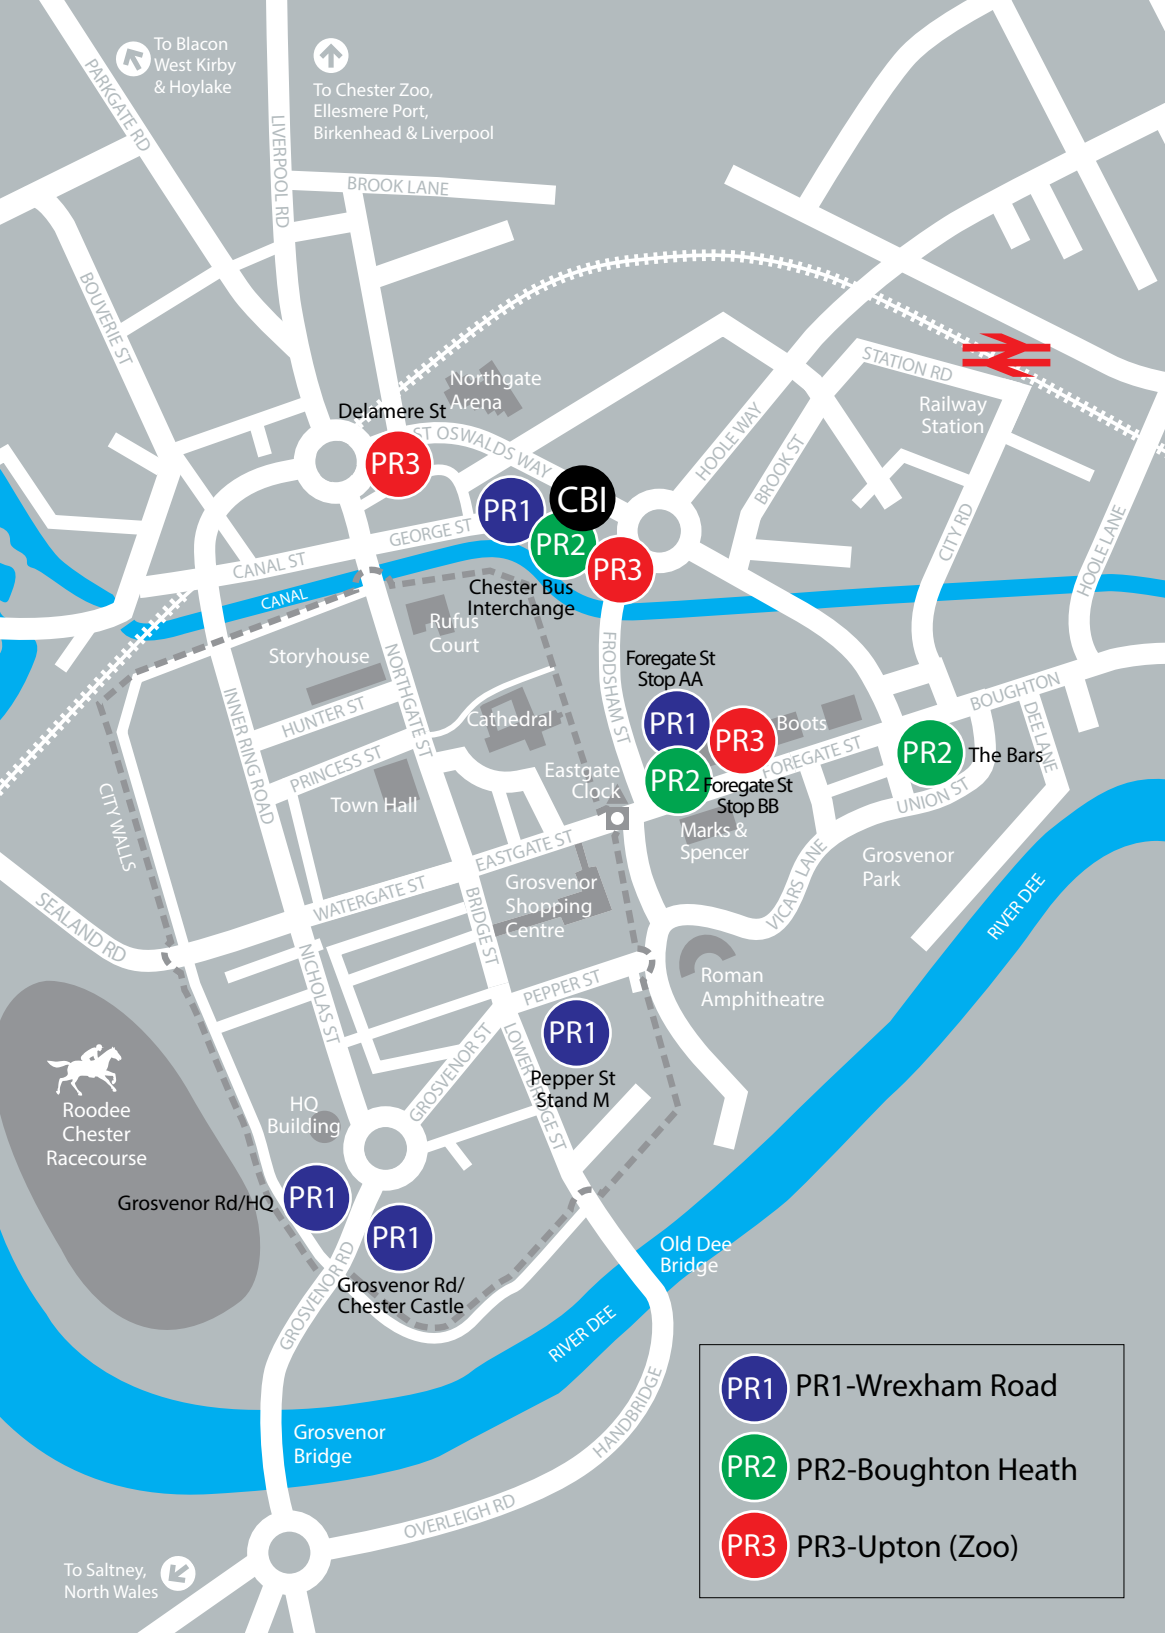 To Blacon
West Kirby
& Hoylake
To Chester Zoo,
Ellesmere Port,
Birkenhead & Liverpool
PARKGATE RD
LIVERPOOL RD
BROOK LANE
BOUVERIE ST
STATION RD
Railway
Station
Northgate
Arena
Delamere St
ST OSWALDS WAY
PR3
HOOLE WAY
BROOK ST
CBI
PR1
PR2
PR3
Chester Bus
Interchange
GEORGE ST
CANAL ST
CANAL
CITY RD
HOOLE LANE
Rufus
Court
Storyhouse
NORTHGATE ST
HUNTER ST
INNER RING ROAD
PRINCESS ST
Town Hall
Cathedral
FRODSHAM ST
Foregate St
Stop AA
PR1
PR3
PR2
Boots
FOREGATE ST
Foregate St
Stop BB
Eastgate
Clock
Marks &
Spencer
BOUGHTON
DEE LANE
PR2
The Bars
UNION ST
CITY WALLS
EASTGATE ST
WATERGATE ST
Grosvenor
Shopping
Centre
VICARS LANE
Grosvenor
Park
RIVER DEE
SEALAND RD
BRIDGE ST
NICHOLAS ST
PEPPER ST
Roman
Amphitheatre
PR1
Pepper St
Stand M
LOWER BRIDGE ST
GROSVENOR ST
Roodee
Chester
Racecourse
HQ
Building
Grosvenor Rd/HQ
PR1
PR1
Grosvenor Rd/
Chester Castle
GROSVENOR RD
Old Dee
Bridge
RIVER DEE
HANDBRIDGE
Grosvenor
Bridge
OVERLEIGH RD
To Saltney,
North Wales
PR1 PR1-Wrexham Road
PR2 PR2-Boughton Heath
PR3 PR3-Upton (Zoo)